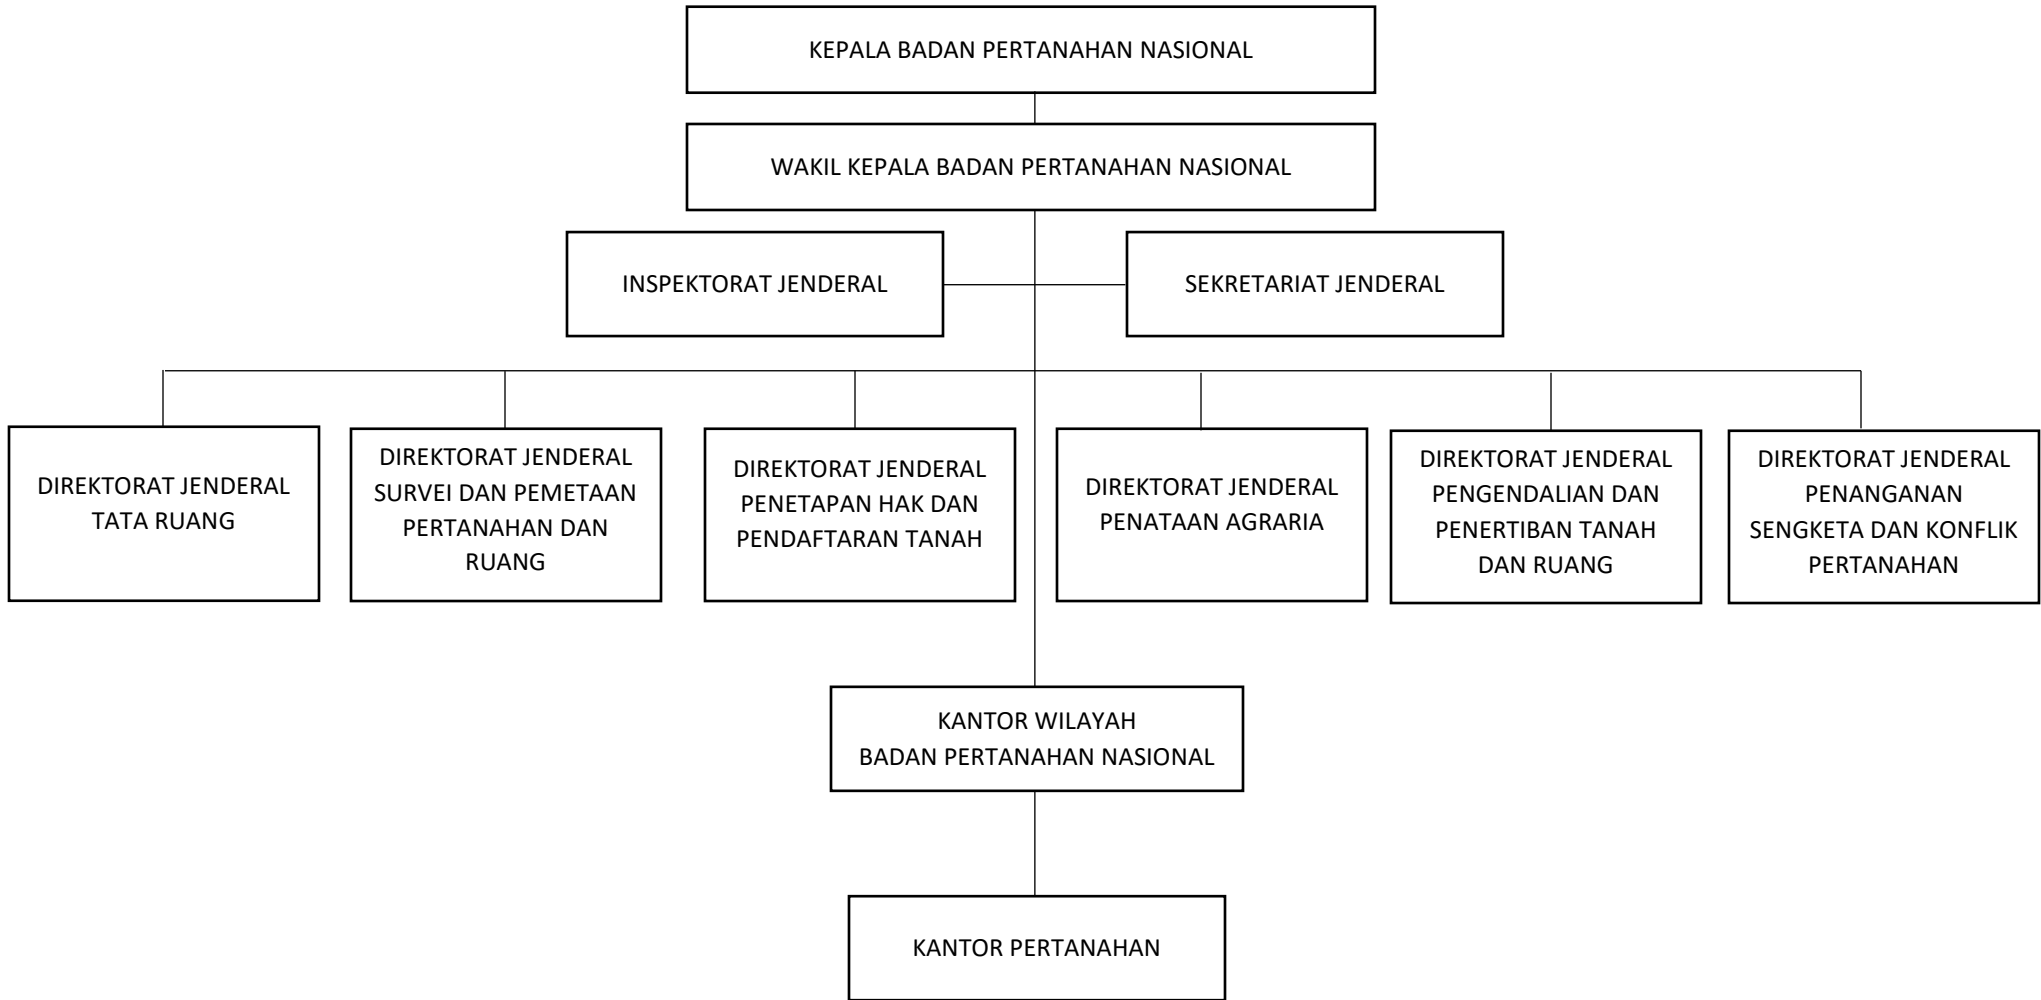 KEPALA BADAN PERTANAHAN NASIONAL
WAKIL KEPALA BADAN PERTANAHAN NASIONAL
INSPEKTORAT JENDERAL
SEKRETARIAT JENDERAL
DIREKTORAT JENDERAL
TATA RUANG
DIREKTORAT JENDERAL
SURVEI DAN PEMETAAN
PERTANAHAN DAN
RUANG
DIREKTORAT JENDERAL
PENETAPAN HAK DAN
PENDAFTARAN TANAH
DIREKTORAT JENDERAL
PENATAAN AGRARIA
DIREKTORAT JENDERAL
PENGENDALIAN DAN
PENERTIBAN TANAH
DAN RUANG
DIREKTORAT JENDERAL
PENANGANAN
SENGKETA DAN KONFLIK
PERTANAHAN
KANTOR WILAYAH
BADAN PERTANAHAN NASIONAL
KANTOR PERTANAHAN